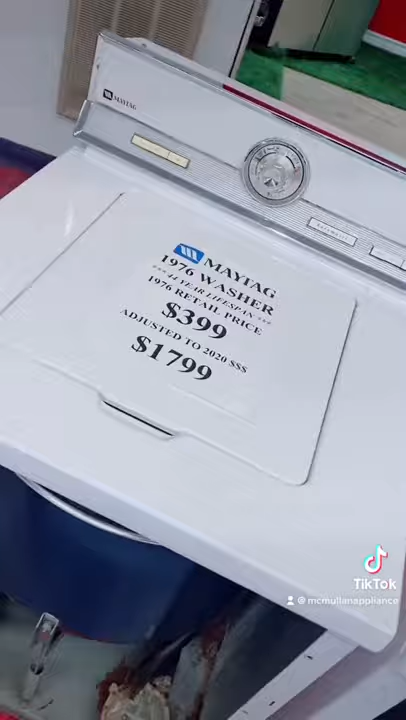 MAYTAG
MAYTAG
1976 WASHER
***44 YEAR LIFESPAN***
1976 RETAIL PRICE
$399
ADJUSTED TO 2020 $$$
$1799
TikTok
@mcmullanappliance